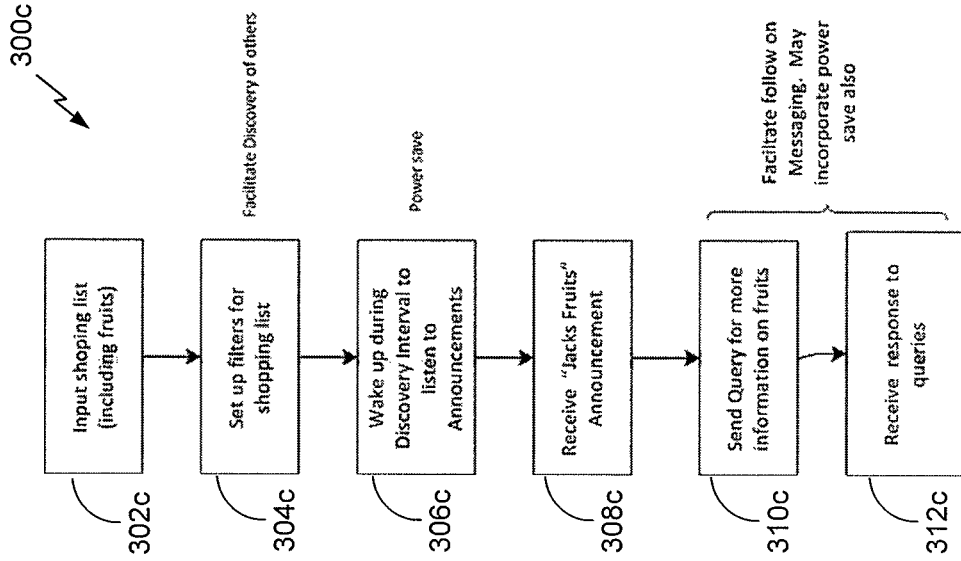 300c
Input shoping list
(including fruits)
302c
Set up filters for
shopping list
304c
Facilitate Discovery of others
Wake up during
Discovery Interval to
listen to
Announcements
306c
Power save
Receive "Jacks Fruits"
Announcement
308c
Send Query for more
information on fruits
310c
Receive response to
queries
312c
Faciltate follow on
Messaging. May
incorporate power
save also